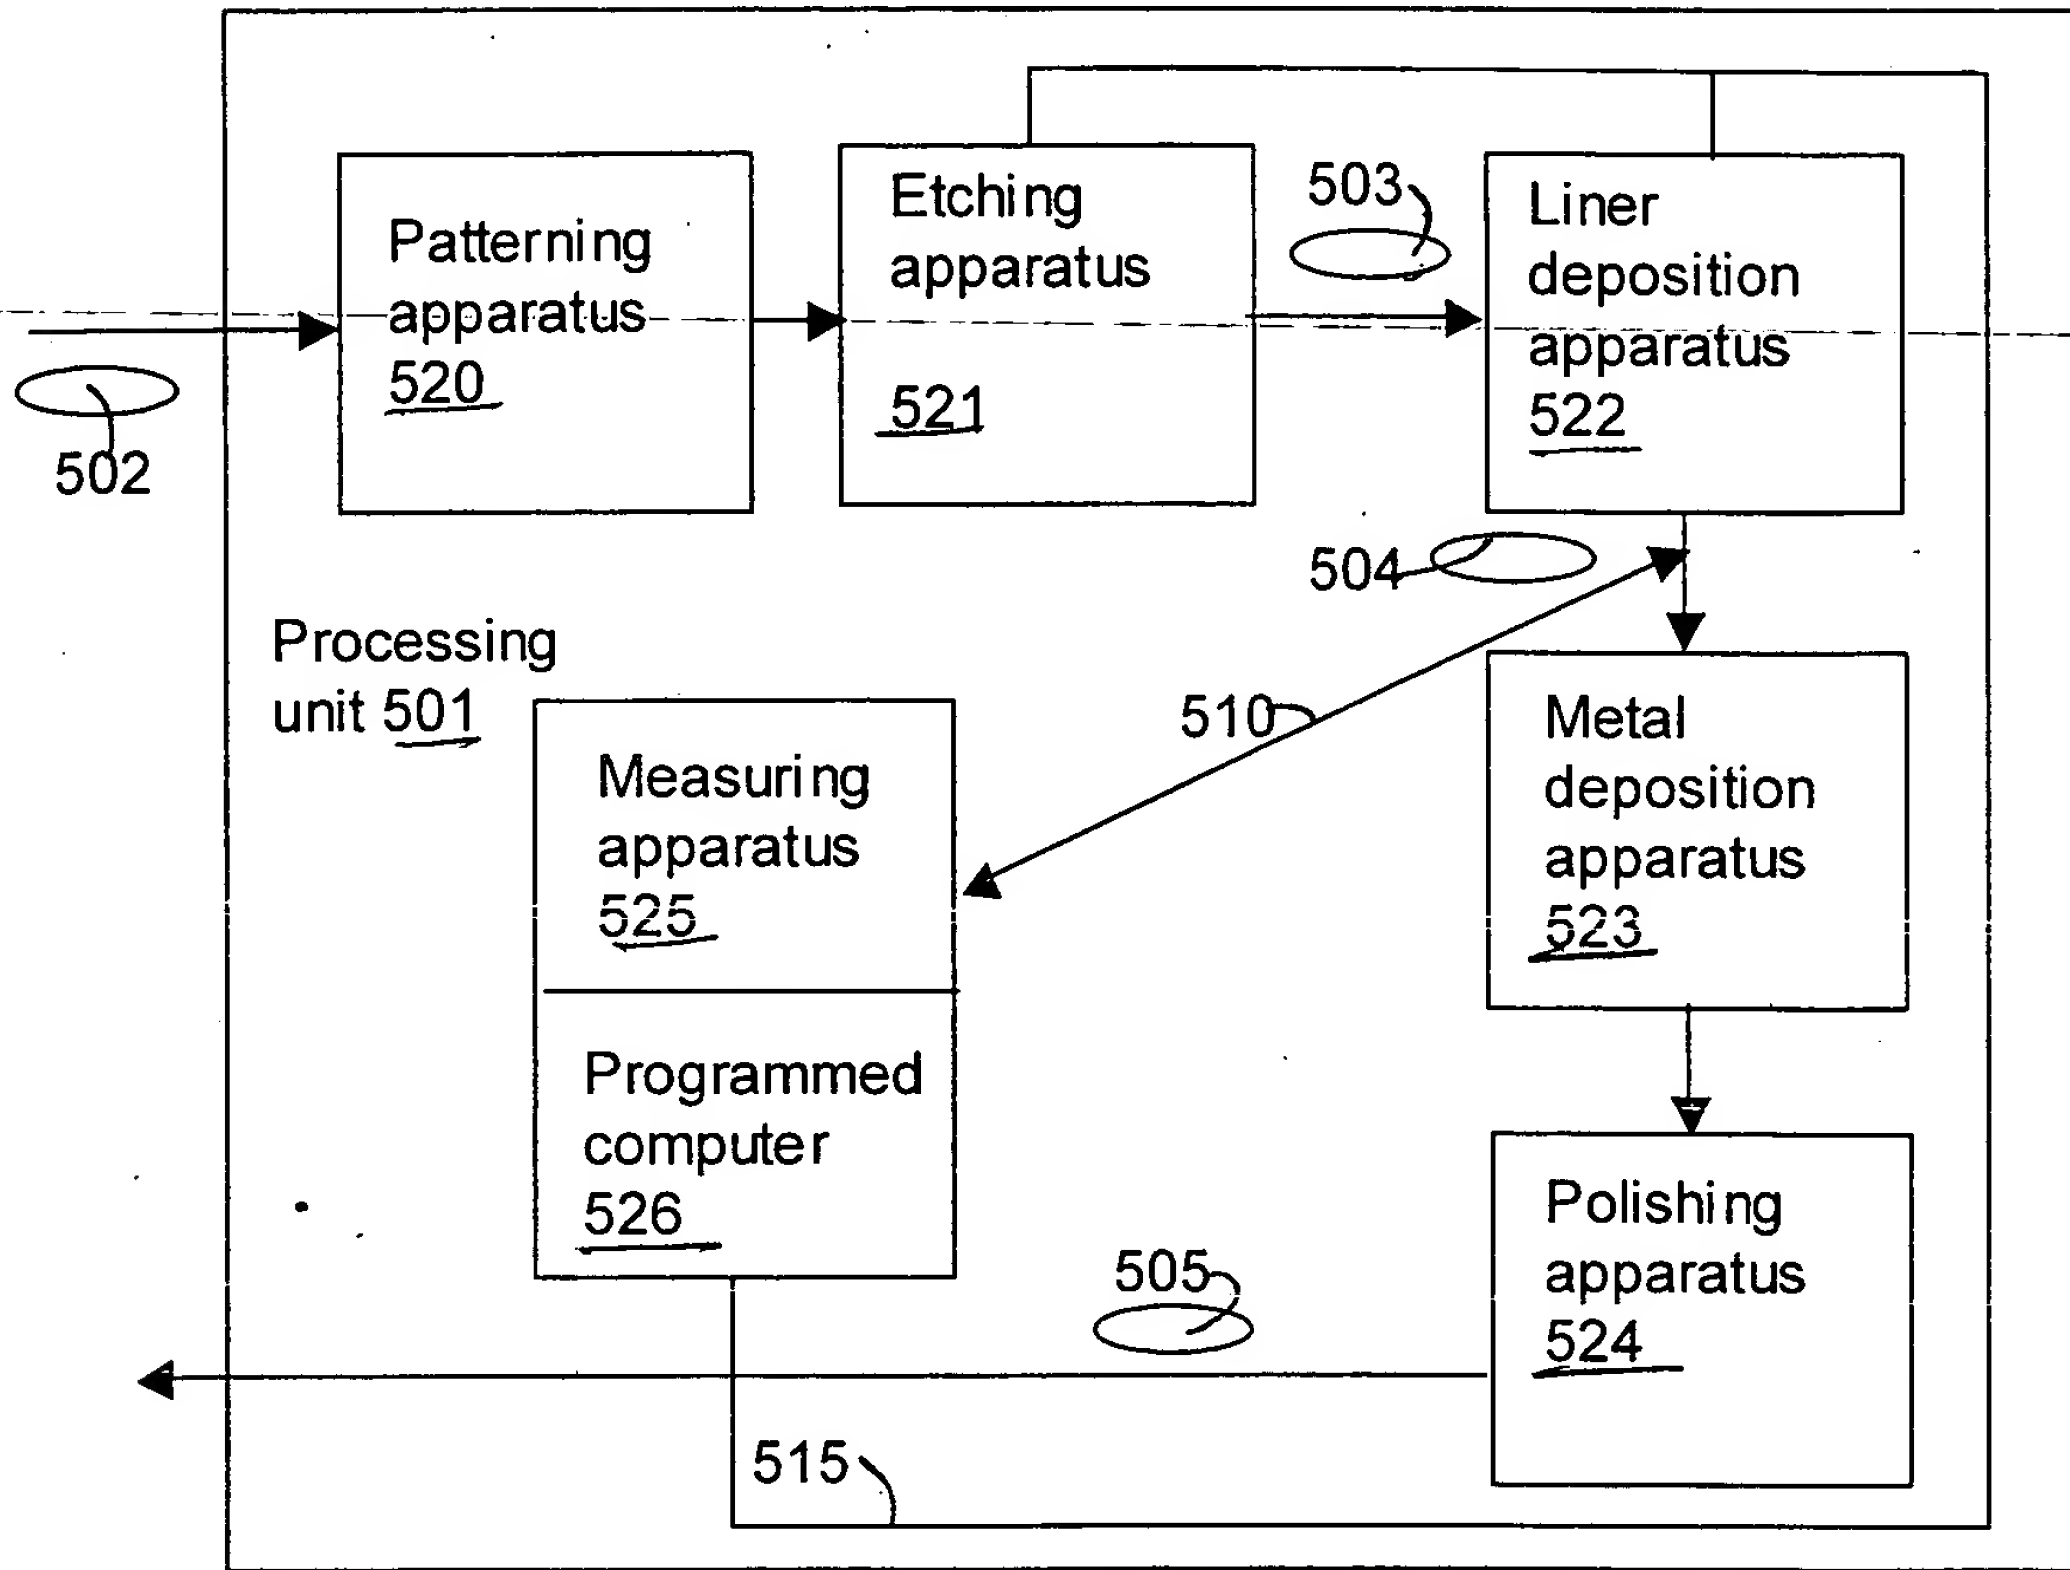 Patterning
apparatus
520
Etching
apparatus
521
503
Liner
deposition
apparatus
522
502
504
Processing
unit 501
510
Measuring
apparatus
525
Metal
deposition
apparatus
523
Programmed
computer
526
505
Polishing
apparatus
524
515